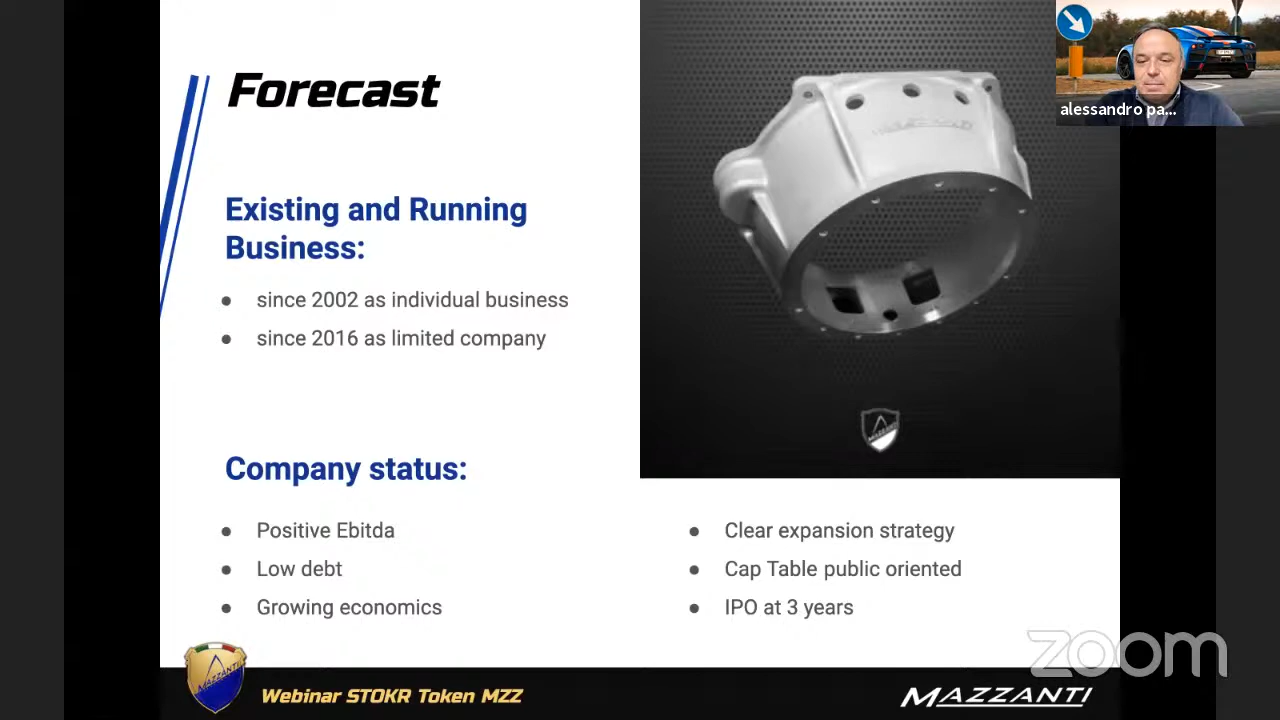 Forecast
Existing and Running
Business:
● since 2002 as individual business
● since 2016 as limited company
Company status:
● Positive Ebitda
● Low debt
● Growing economics
● Clear expansion strategy
● Cap Table public oriented
● IPO at 3 years
MAZZANTI
MAZZANTI
Webinar STOKR Token MZZ
MAZZANTI
alessandro pa...
zoom